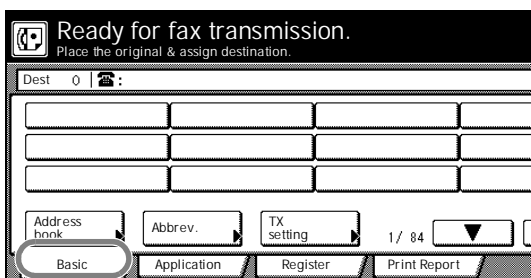 Ready for fax transmission.
Place the original & assign destination.
Dest 0 ☎:
Address
book
Abbrev.
TX
setting
1/ 84
Basic
Application
Register
Print Report